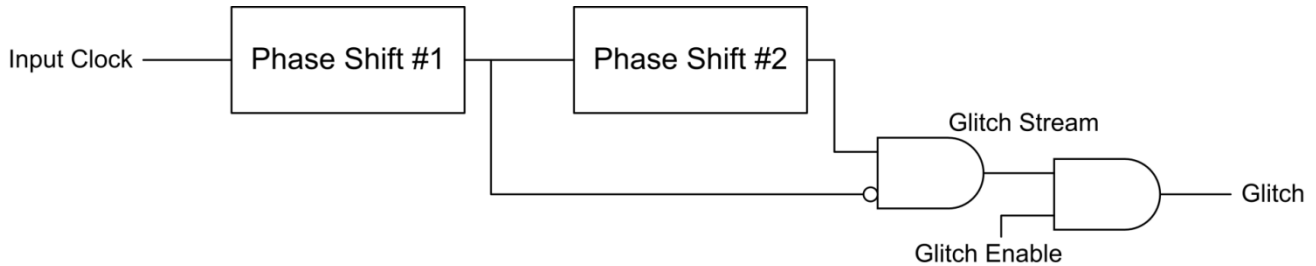 Input Clock
Phase Shift #1
Phase Shift #2
Glitch Stream
Glitch
Glitch Enable